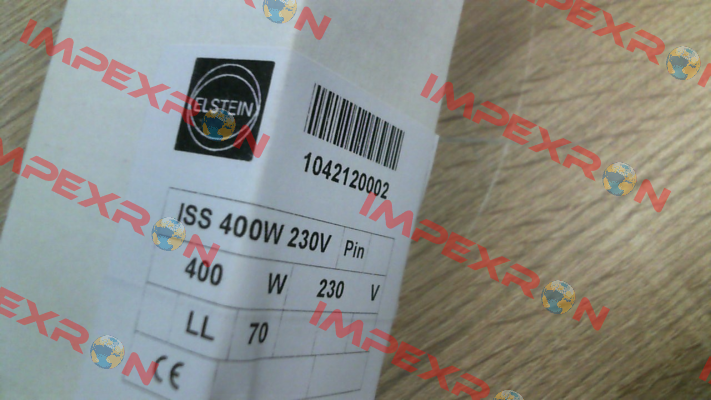 ELSTEIN
1042120002
ISS 400W 230V Pin
400 W 230 V
LL 70
CE
IMPEXRON
IMPEXRON
IMPEXRON
IMPEXRON
IMPEXRON
IMPEXRON
IMPEXRON
IMPEXRON
IMPEXRON